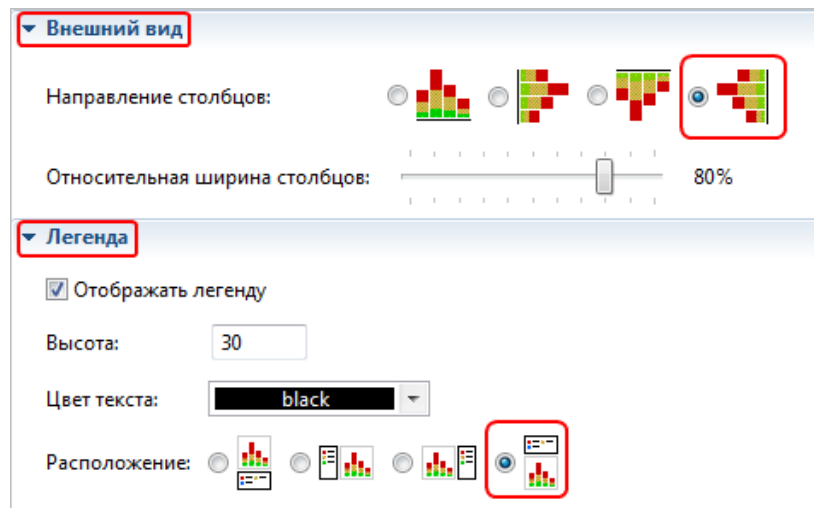 Внешний вид
Направление столбцов:
Относительная ширина столбцов: 80%
Легенда
Отображать легенду
Высота: 30
Цвет текста: black
Расположение: